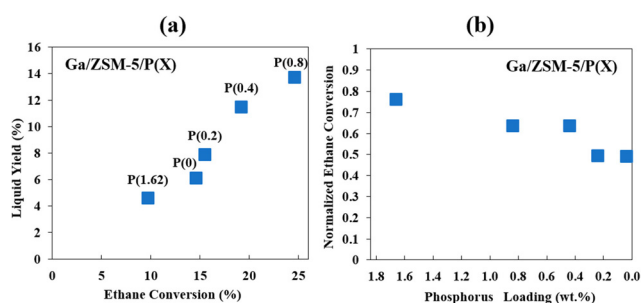 (a)
Ga/ZSM-5/P(X)
P(0.8)
P(0.4)
P(0.2)
P(0)
P(1.62)
Liquid Yield (%)
16
14
12
10
8
6
4
2
0
0 5 10 15 20 25
Ethane Conversion (%)
(b)
Ga/ZSM-5/P(X)
Normalized Ethane Conversion
1
0.9
0.8
0.7
0.6
0.5
0.4
0.3
0.2
0.1
0
1.8 1.6 1.4 1.2 1.0 0.8 0.6 0.4 0.2 0.0
Phosphorus Loading (wt.%)